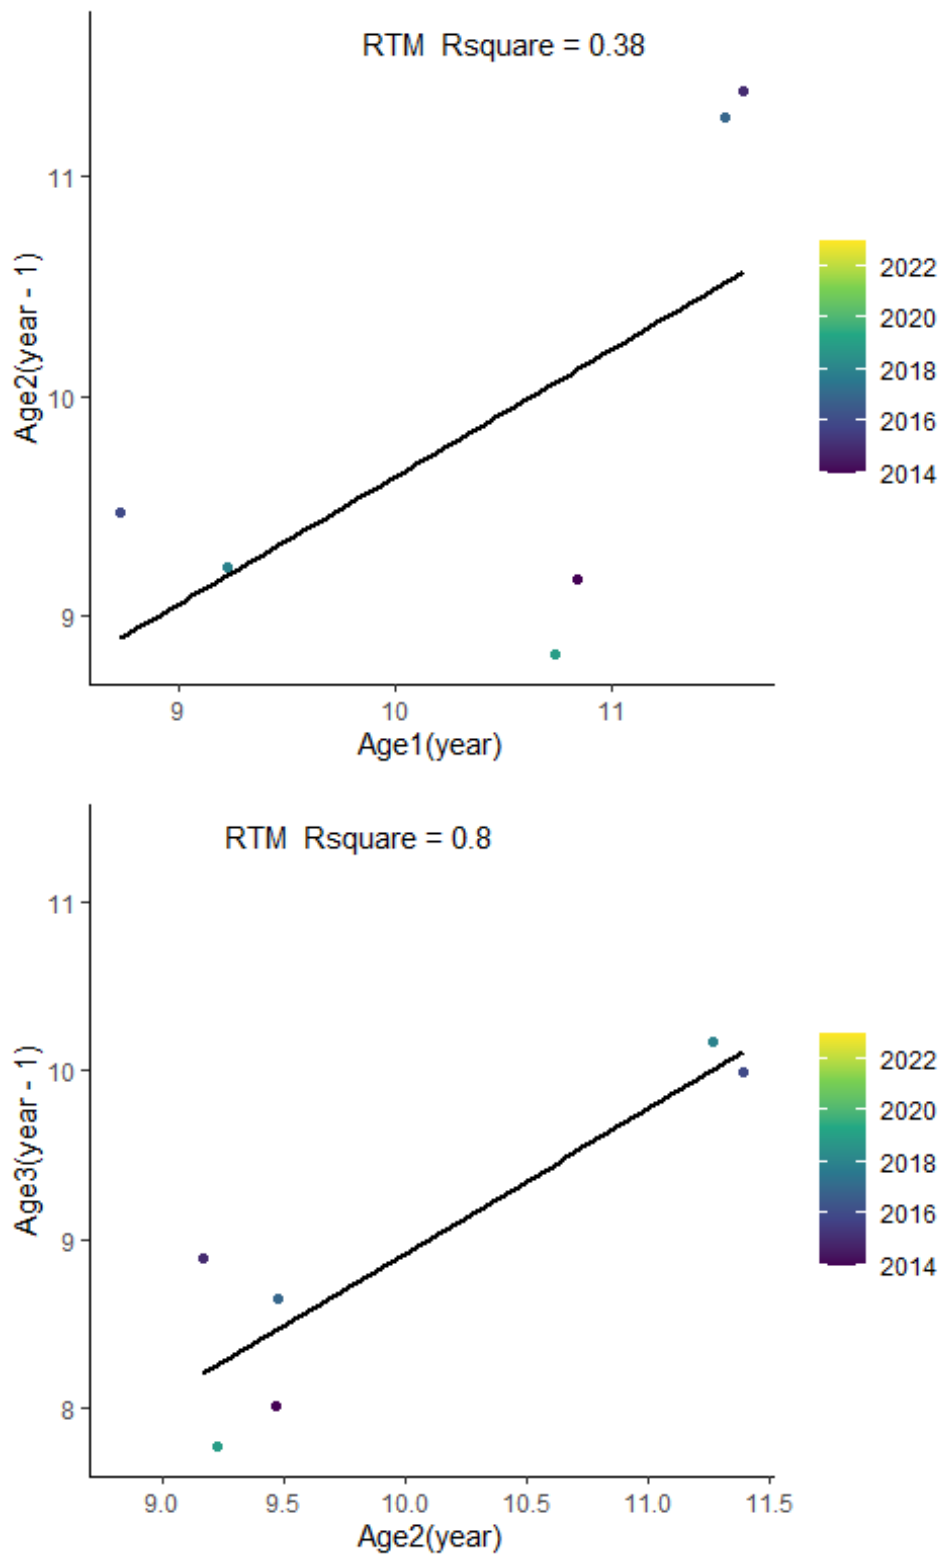 RTM  Rsquare = 0.38
11
10
9
Age2(year - 1)
9 10 11
Age1(year)
2022
2020
2018
2016
2014
RTM  Rsquare = 0.8
11
10
9
8
Age3(year - 1)
9.0 9.5 10.0 10.5 11.0 11.5
Age2(year)
2022
2020
2018
2016
2014